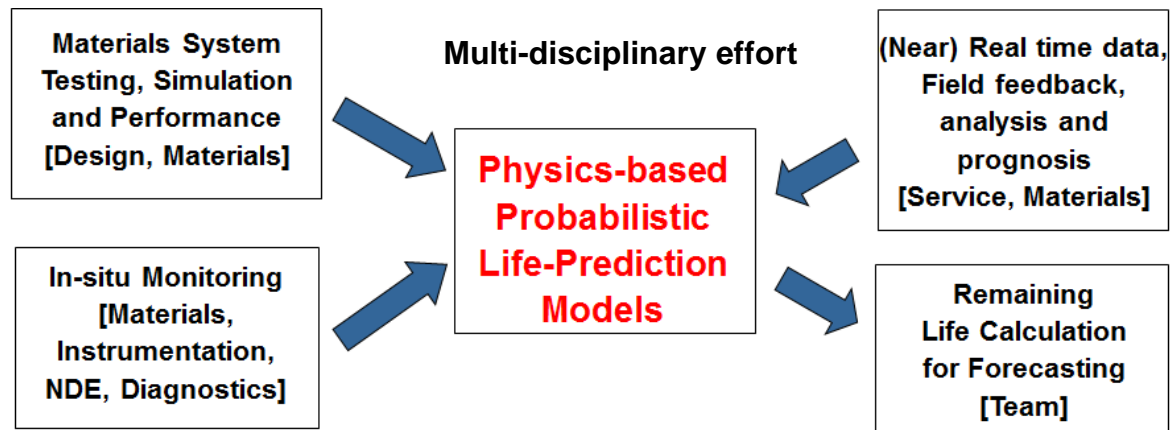 Materials System
Testing, Simulation
and Performance
[Design, Materials]
Multi-disciplinary effort
(Near) Real time data,
Field feedback,
analysis and
prognosis
[Service, Materials]
Physics-based
Probabilistic
Life-Prediction
Models
In-situ Monitoring
[Materials,
Instrumentation,
NDE, Diagnostics]
Remaining
Life Calculation
for Forecasting
[Team]